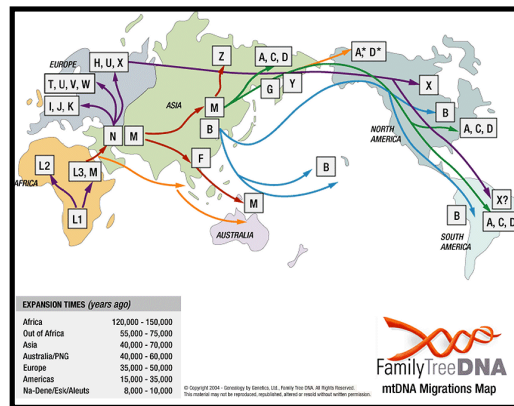 Z
A, C, D
A,* D*
H, U, X
EUROPE
T, U, V, W
G
Y
X
I, J, K
ASIA
M
B
B
N
M
NORTH
AMERICA
A, C, D
L2
F
L3, M
B
AFRICA
M
X?
L1
B
A, C, D
AUSTRALIA
SOUTH
AMERICA
EXPANSION TIMES (years ago)
Africa 120,000 - 150,000
Out of Africa 55,000 - 75,000
Asia 40,000 - 70,000
Australia/PNG 40,000 - 60,000
Europe 35,000 - 50,000
Americas 15,000 - 35,000
Na-Dene/Esk/Aleuts 8,000 - 10,000
FamilyTreeDNA
mtDNA Migrations Map
© Copyright 2004 - Genealogy by Genetics, Ltd., Family Tree DNA. All Rights Reserved.
This material may not be reproduced, republished, altered or resold without written permission.